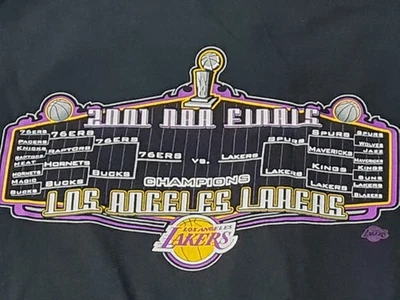 2001 NBA FINALS
76ERS
PACERS
KNICKS
RAPTORS
HEAT
HORNETS
MAGIC
BUCKS
76ERS
RAPTORS
HORNETS
BUCKS
76ERS
BUCKS
76ERS
VS.
LAKERS
SPURS
LAKERS
SPURS
MAVERICKS
KINGS
LAKERS
SPURS
WOLVES
JAZZ
MAVERICKS
KINGS
SUNS
LAKERS
BLAZERS
CHAMPIONS
LOS ANGELES LAKERS
LOS ANGELES
LAKERS